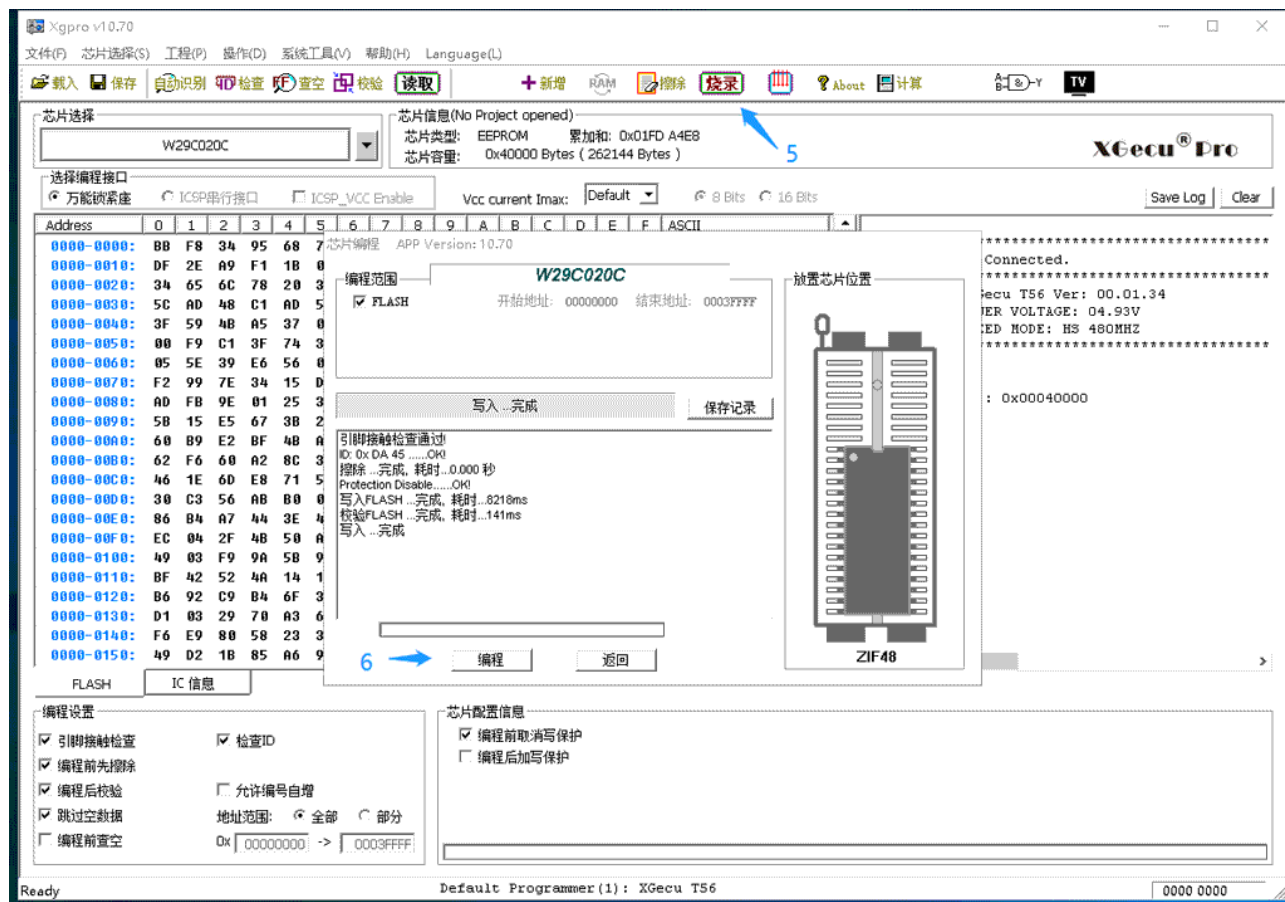 Xgpro v10.70
文件(F) 芯片选择(S) 工程(P) 操作(D) 系统工具(V) 帮助(H) Language(L)
载入 保存 自动识别 检查 查空 校验 读取 新增 RAM 擦除 烧录 About 计算 TV
芯片选择
W29C020C
芯片信息(No Project opened)
芯片类型: EEPROM 累加和: 0x01FD A4E8
芯片容量: 0x40000 Bytes ( 262144 Bytes )
5
XGecu® Pro
选择编程接口
万能锁紧座 ICSP串行接口 ICSP_VCC Enable Vcc current Imax: Default 8 Bits 16 Bits
Save Log Clear
Address 0 1 2 3 4 5 6 7 8 9 A B C D E F ASCII
0000-0000: BB F8 34 95 68 7
0000-0010: DF 2E A9 F1 1B 0
0000-0020: 34 65 6C 78 20 3
0000-0030: 5C AD 48 C1 AD 5
0000-0040: 3F 59 4B A5 37 0
0000-0050: 00 F9 C1 3F 74 3
0000-0060: 05 5E 39 E6 56 0
0000-0070: F2 99 7E 34 15 D
0000-0080: AD FB 9E 01 25 3
0000-0090: 5B 15 E5 67 3B 2
0000-00A0: 60 B9 E2 BF 4B A
0000-00B0: 62 F6 60 A2 8C 3
0000-00C0: 46 1E 6D E8 71 5
0000-00D0: 30 C3 56 AB B0 0
0000-00E0: 86 B4 A7 44 3E 4
0000-00F0: EC 04 2F 4B 50 A
0000-0100: 49 03 F9 9A 5B 9
0000-0110: BF 42 52 4A 14 1
0000-0120: B6 92 C9 B4 6F 3
0000-0130: D1 03 29 70 A3 6
0000-0140: F6 E9 80 58 23 3
0000-0150: 49 D2 1B 85 A6 9
芯片编程 APP Version: 10.70
编程范围
W29C020C
FLASH 开始地址: 00000000 结束地址: 0003FFFF
写入 ...完成
保存记录
引脚接触检查通过!
ID: 0x DA 45 ......OK!
擦除 ...完成, 耗时...0.000 秒
Protection Disable......OK!
写入FLASH ...完成, 耗时...8218ms
校验FLASH ...完成, 耗时...141ms
写入 ...完成
6
编程 返回
放置芯片位置
ZIF48
*********************************
Connected.
*********************************
ecu T56 Ver: 00.01.34
ER VOLTAGE: 04.93V
ED MODE: HS 480MHZ
*********************************
: 0x00040000
FLASH IC 信息
编程设置
引脚接触检查 检查ID
编程前先擦除
编程后校验 允许编号自增
跳过空数据 地址范围: 全部 部分
编程前查空 0x 00000000 -> 0003FFFF
芯片配置信息
编程前取消写保护
编程后加写保护
Ready
Default Programmer(1): XGecu T56
0000 0000